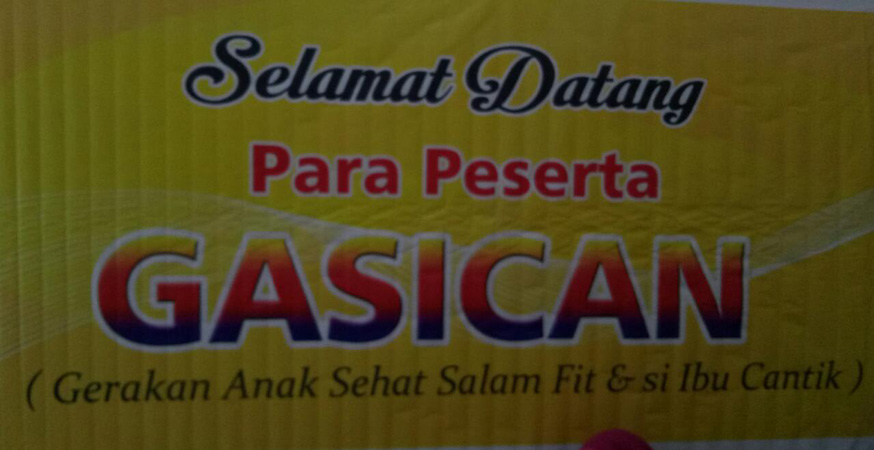 Selamat Datang
Para Peserta
GASICAN
( Gerakan Anak Sehat Salam Fit & si Ibu Cantik )